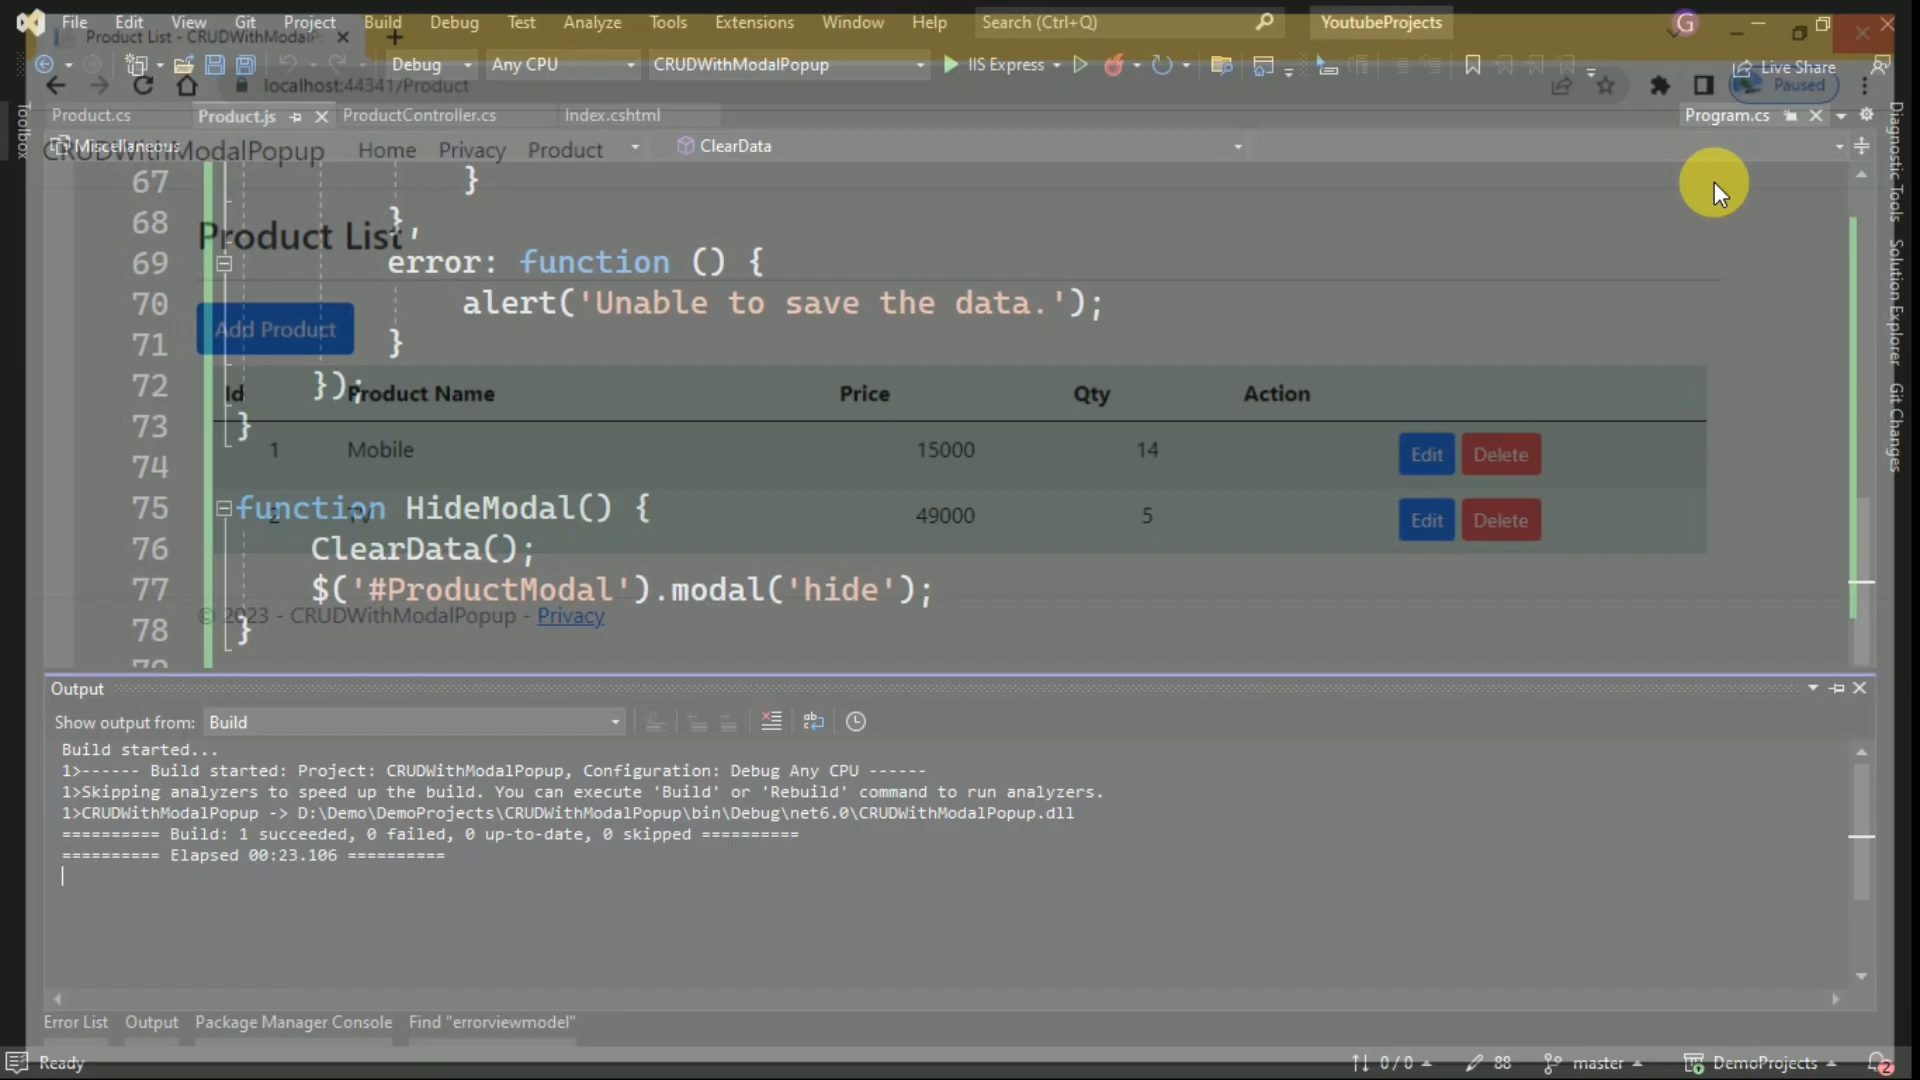 File Edit View Git Project Build Debug Test Analyze Tools Extensions Window Help Search (Ctrl+Q) YoutubeProjects G
Product List - CRUDWithModalP
Debug Any CPU CRUDWithModalPopup IIS Express Live Share
localhost:44341/Product Paused
Product.cs Product.js ProductController.cs Index.cshtml Program.cs
Miscellaneous ClearData
CRUDWithModalPopup Home Privacy Product
Toolbox
Diagnostic Tools
Solution Explorer
Git Changes
67 }
68 },
Product List
69 error: function () {
70 alert('Unable to save the data.');
Add Product
71 }
72 });
Id Product Name Price Qty Action
73 }
1 Mobile 15000 14 Edit Delete
74
75 function HideModal() {
2 TV 49000 5 Edit Delete
76 ClearData();
77 $('#ProductModal').modal('hide');
© 2023 - CRUDWithModalPopup - Privacy
78 }
79
Output
Show output from: Build
Build started...
1>------ Build started: Project: CRUDWithModalPopup, Configuration: Debug Any CPU ------
1>Skipping analyzers to speed up the build. You can execute 'Build' or 'Rebuild' command to run analyzers.
1>CRUDWithModalPopup -> D:\Demo\DemoProjects\CRUDWithModalPopup\bin\Debug\net6.0\CRUDWithModalPopup.dll
========== Build: 1 succeeded, 0 failed, 0 up-to-date, 0 skipped ==========
========== Elapsed 00:23.106 ==========
Error List Output Package Manager Console Find "errorviewmodel"
Ready 0 / 0 88 master DemoProjects 2